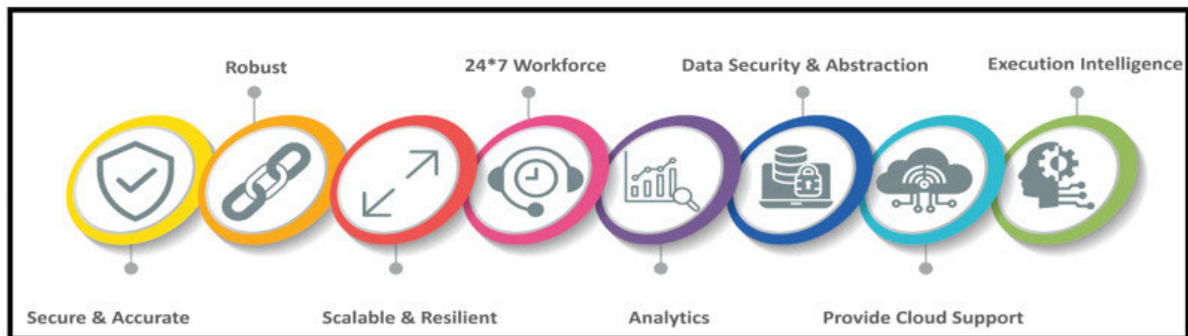 Robust
24*7 Workforce
Data Security & Abstraction
Execution Intelligence
Secure & Accurate
Scalable & Resilient
Analytics
Provide Cloud Support